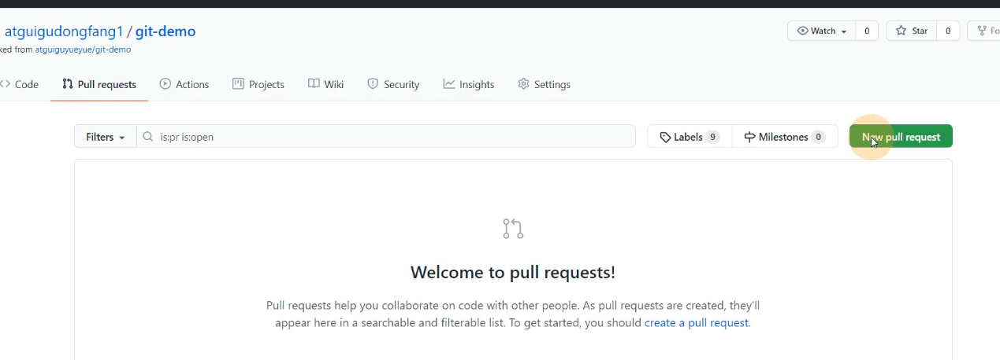 atguigudongfang1 / git-demo
Watch 0 Star 0 Fo
ked from atguiguyueyue/git-demo
Code Pull requests Actions Projects Wiki Security Insights Settings
Filters is:pr is:open Labels 9 Milestones 0 New pull request
Welcome to pull requests!
Pull requests help you collaborate on code with other people. As pull requests are created, they'll
appear here in a searchable and filterable list. To get started, you should create a pull request.